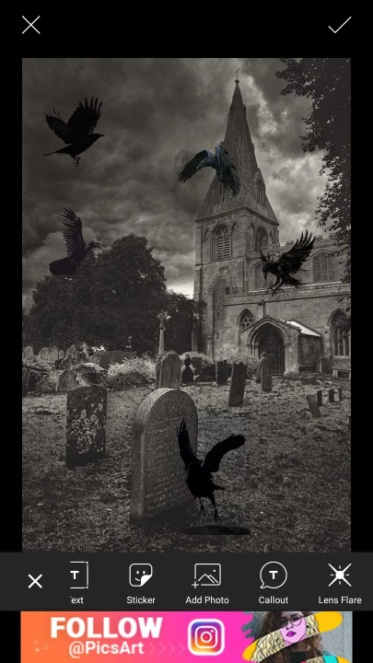 ext
Sticker
Add Photo
Callout
Lens Flare
FOLLOW
@PicsArt